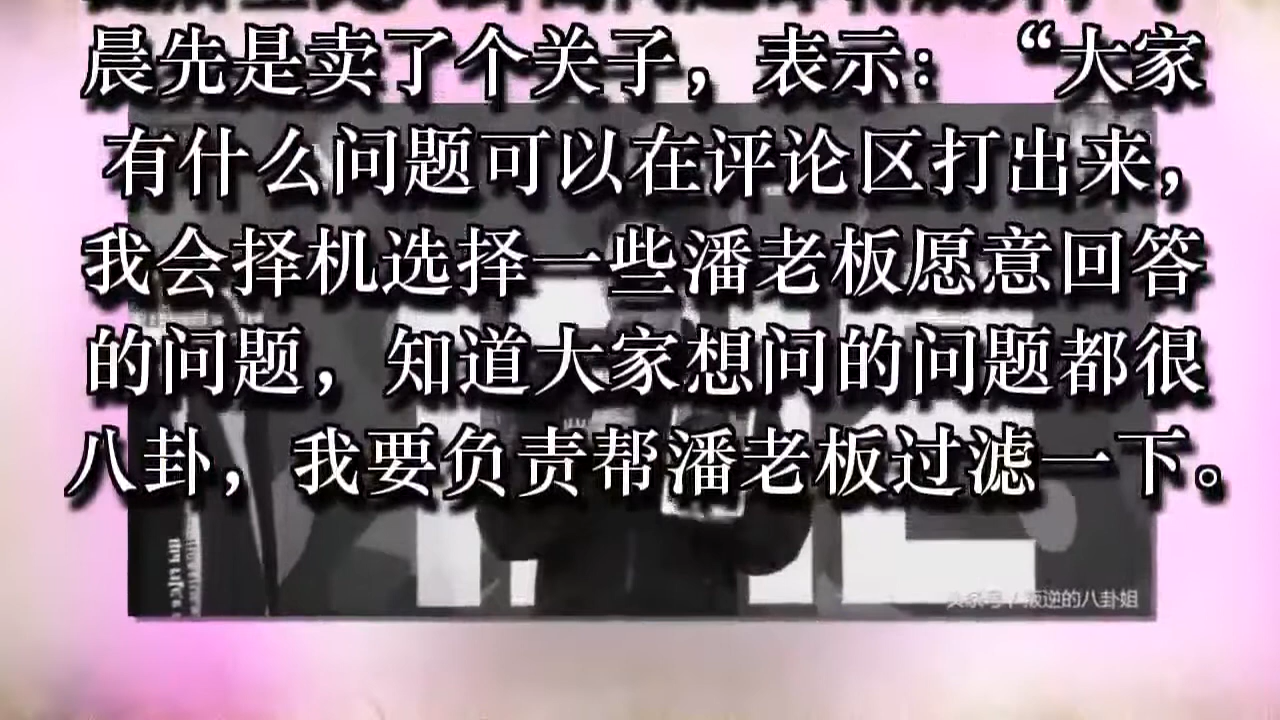 晨先是卖了个关子，表示：“大家
有什么问题可以在评论区打出来，
我会择机选择一些潘老板愿意回答
的问题，知道大家想问的问题都很
八卦，我要负责帮潘老板过滤一下。
头条号 / 叛逆的八卦姐